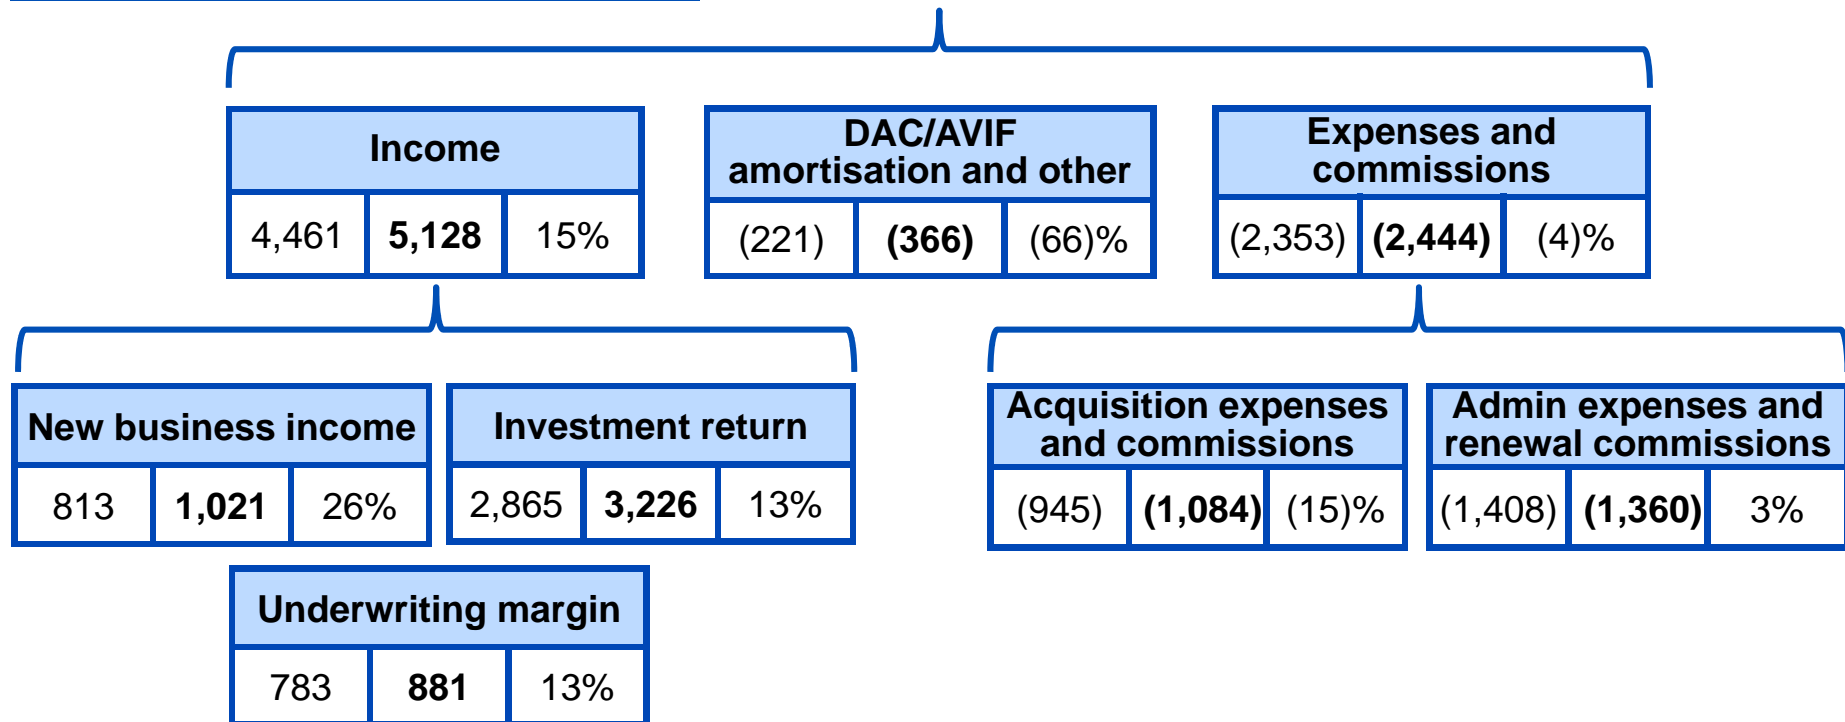 Income
4,461 5,128 15%
DAC/AVIF
amortisation and other
(221) (366) (66)%
Expenses and
commissions
(2,353) (2,444) (4)%
New business income
813 1,021 26%
Investment return
2,865 3,226 13%
Underwriting margin
783 881 13%
Acquisition expenses
and commissions
(945) (1,084) (15)%
Admin expenses and
renewal commissions
(1,408) (1,360) 3%